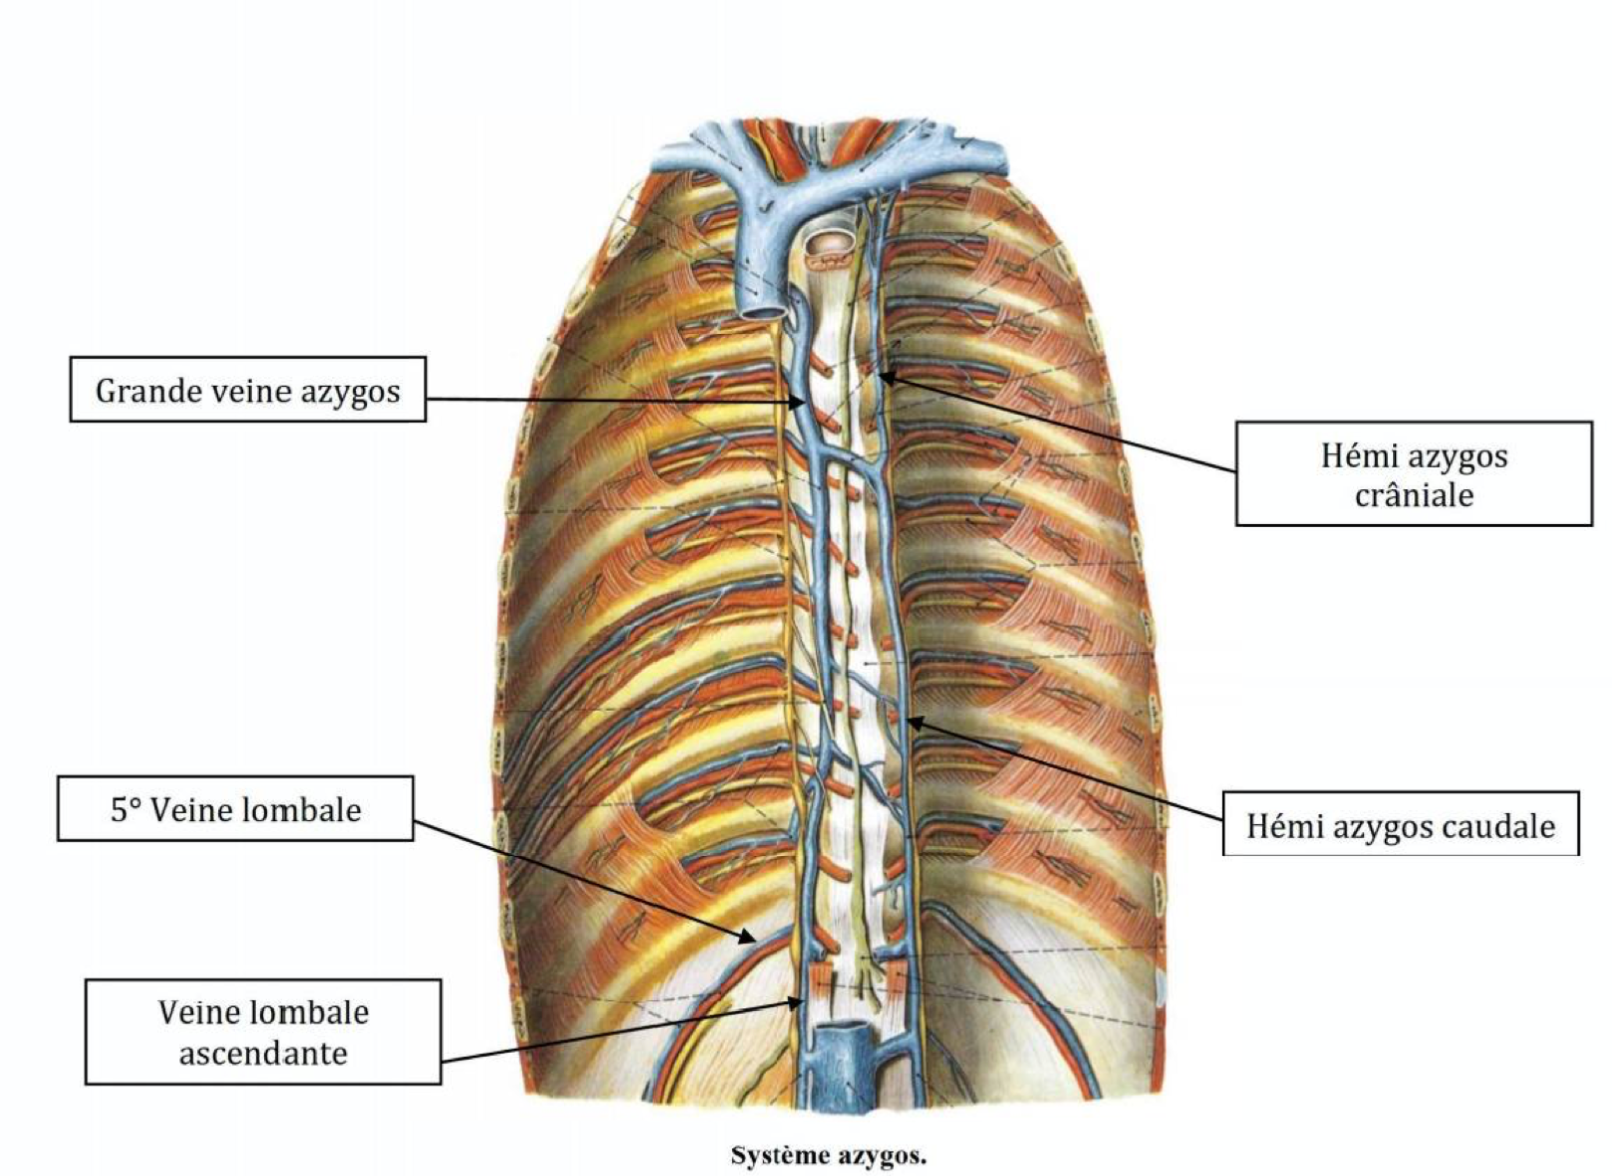 Grande veine azygos
Hémi azygos
crâniale
5° Veine lombale
Hémi azygos caudale
Veine lombale
ascendante
Système azygos.